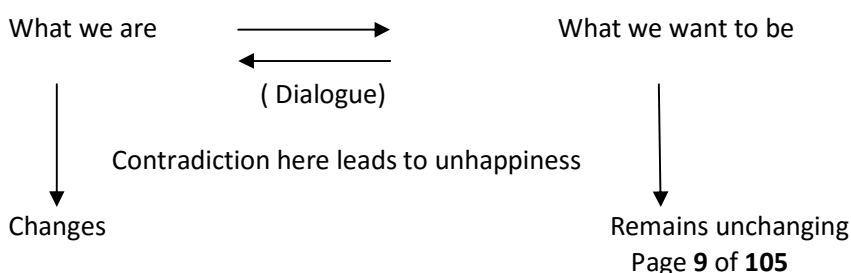 What we are What we want to be
( Dialogue)
Contradiction here leads to unhappiness
Changes Remains unchanging
Page 9 of 105